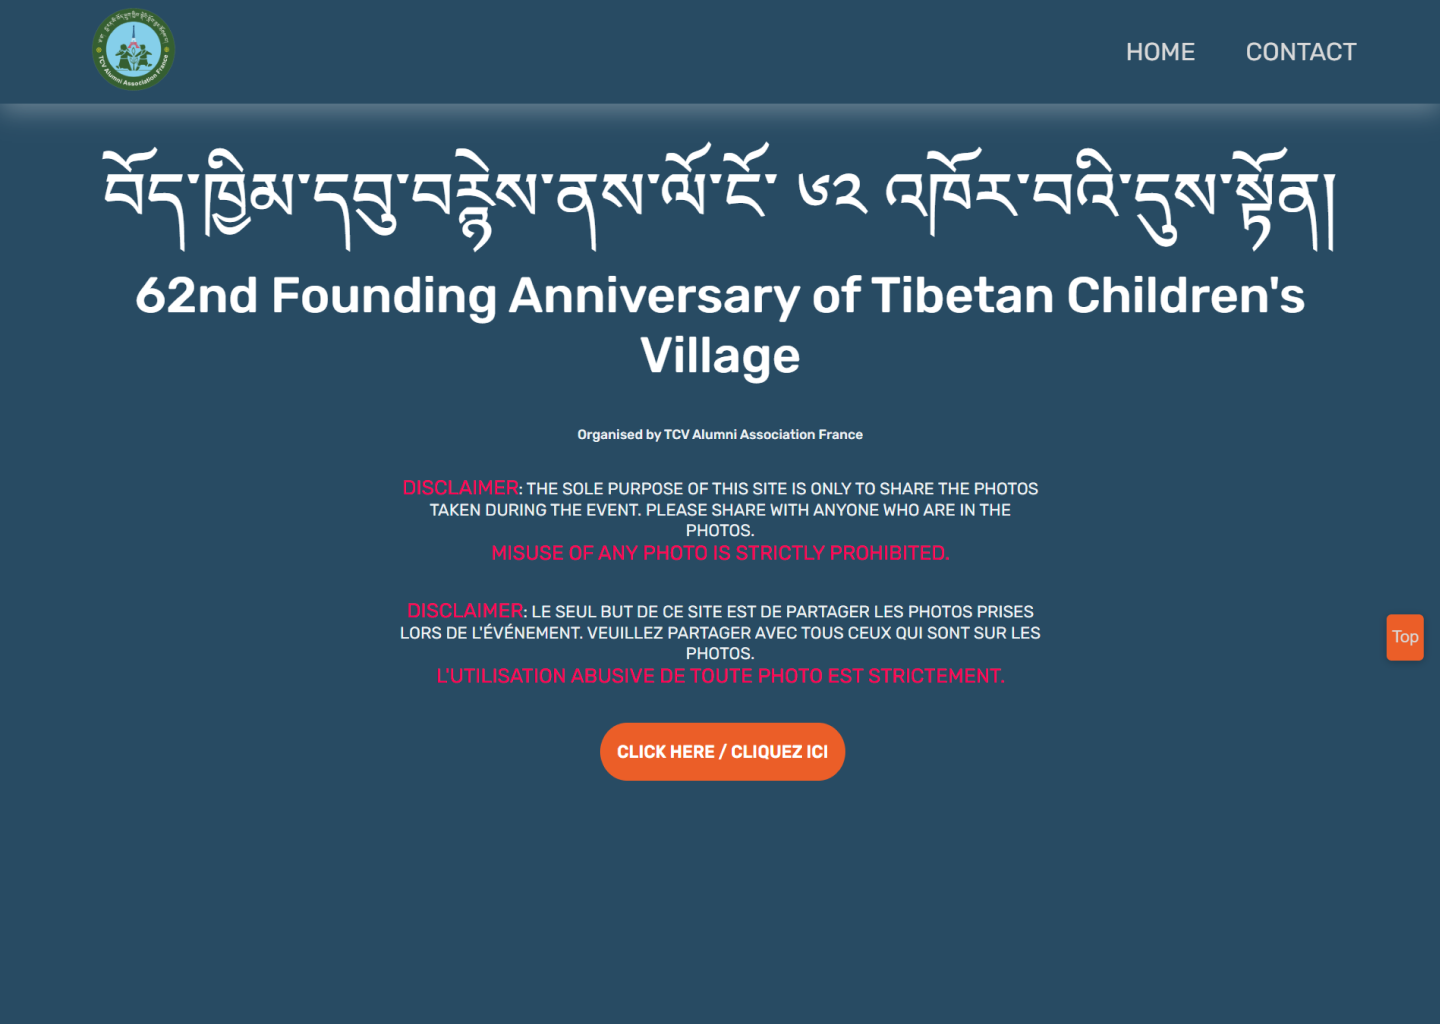 TCV Alumni Association France
HOME
CONTACT
བོད་ཁྱིམ་དབུ་བརྙེས་ནས་ལོ་ངོ་ ༦༢ འཁོར་བའི་དུས་སྟོན།
62nd Founding Anniversary of Tibetan Children's
Village
Organised by TCV Alumni Association France
DISCLAIMER: THE SOLE PURPOSE OF THIS SITE IS ONLY TO SHARE THE PHOTOS
TAKEN DURING THE EVENT. PLEASE SHARE WITH ANYONE WHO ARE IN THE
PHOTOS.
MISUSE OF ANY PHOTO IS STRICTLY PROHIBITED.
DISCLAIMER: LE SEUL BUT DE CE SITE EST DE PARTAGER LES PHOTOS PRISES
LORS DE L'ÉVÉNEMENT. VEUILLEZ PARTAGER AVEC TOUS CEUX QUI SONT SUR LES
PHOTOS.
L'UTILISATION ABUSIVE DE TOUTE PHOTO EST STRICTEMENT.
Top
CLICK HERE / CLIQUEZ ICI